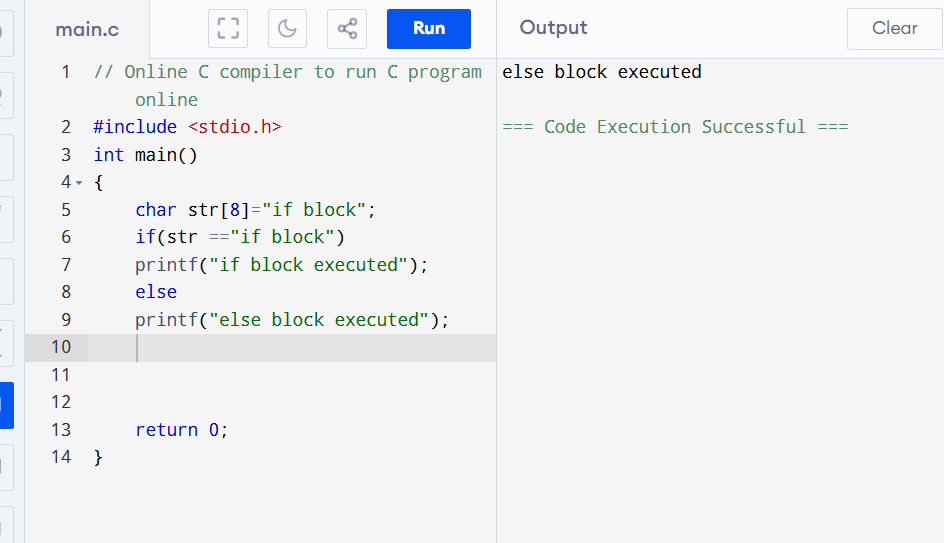 main.c
Run
Output
Clear
1 // Online C compiler to run C program
online
2 #include <stdio.h>
3 int main()
4 {
5 char str[8]="if block";
6 if(str =="if block")
7 printf("if block executed");
8 else
9 printf("else block executed");
10
11
12
13 return 0;
14 }
else block executed
=== Code Execution Successful ===